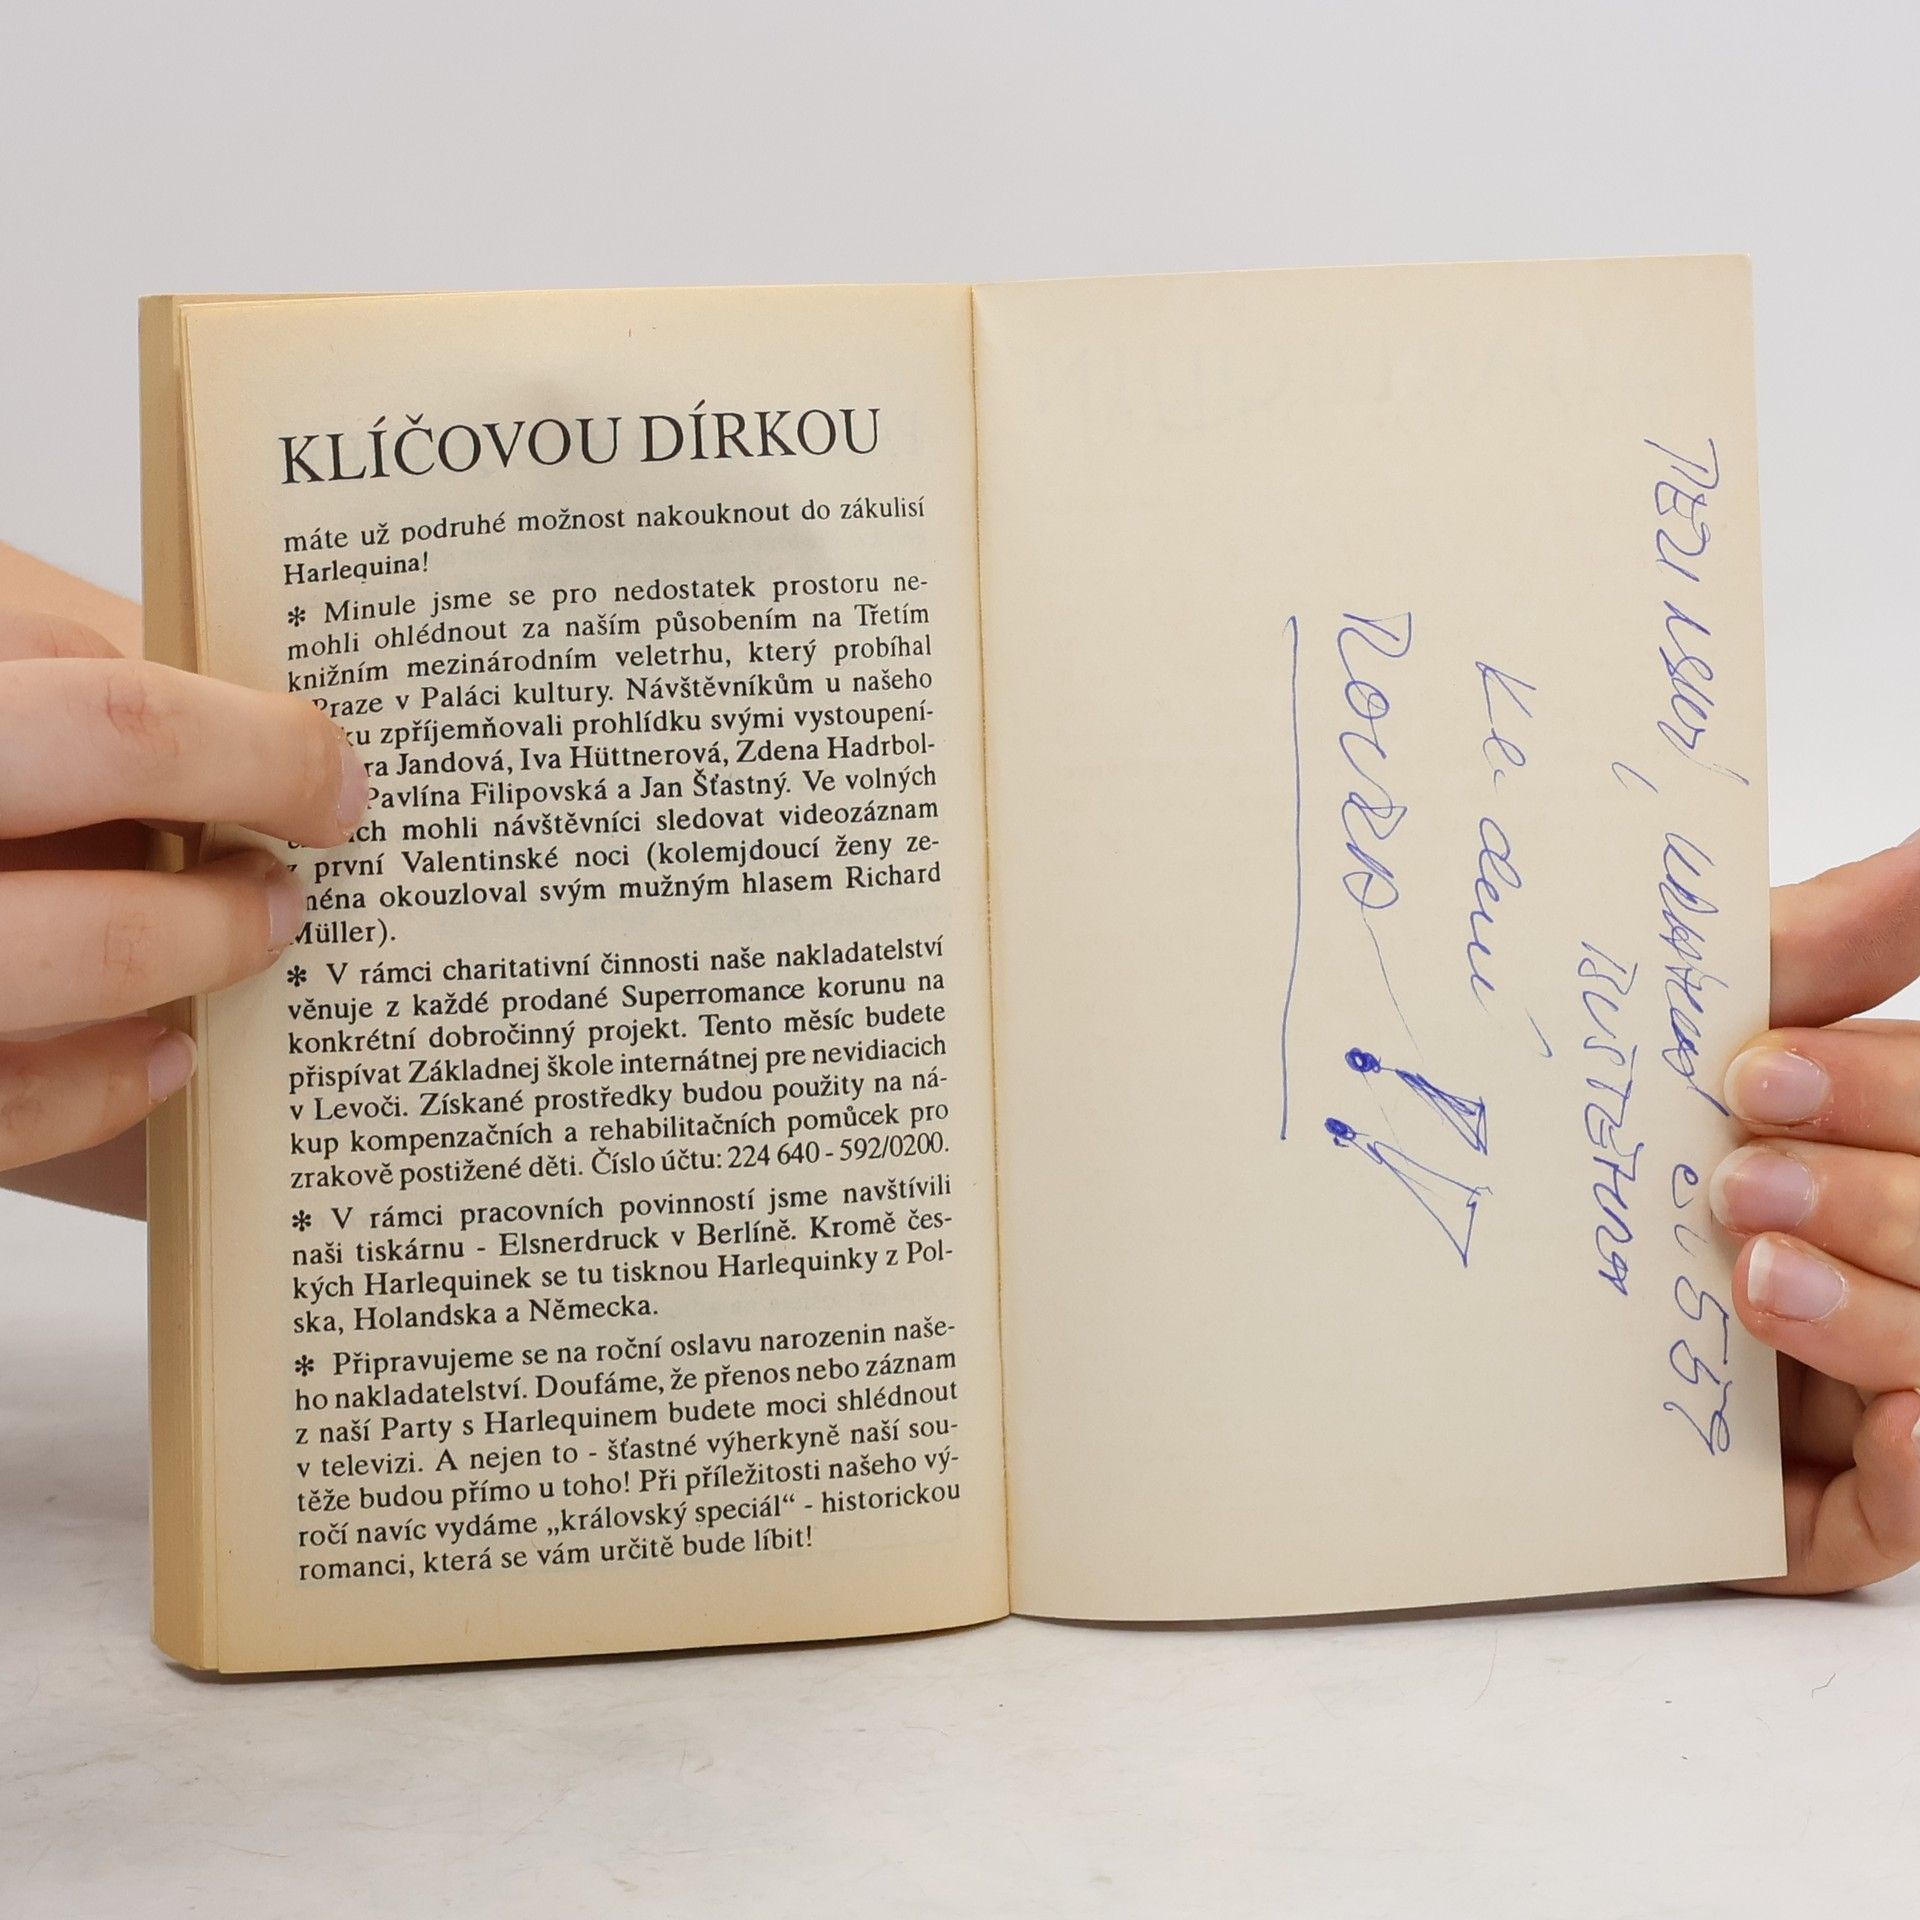 KLÍČOVOU DÍRKOU
máte už podruhé možnost nakouknout do zákulisí
Harlequina!
✻ Minule jsme se pro nedostatek prostoru ne-
mohli ohlédnout za naším působením na Třetím
knižním mezinárodním veletrhu, který probíhal
Praze v Paláci kultury. Návštěvníkům u našeho
ku zpříjemňovali prohlídku svými vystoupení-
ra Jandová, Iva Hüttnerová, Zdena Hadrbol-
Pavlína Filipovská a Jan Šťastný. Ve volných
ch mohli návštěvníci sledovat videozáznam
z první Valentinské noci (kolemjdoucí ženy ze-
ména okouzloval svým mužným hlasem Richard
Müller).
✻ V rámci charitativní činnosti naše nakladatelství
věnuje z každé prodané Superromance korunu na
konkrétní dobročinný projekt. Tento měsíc budete
přispívat Základnej škole internátnej pre nevidiacich
v Levoči. Získané prostředky budou použity na ná-
kup kompenzačních a rehabilitačních pomůcek pro
zrakově postižené děti. Číslo účtu: 224 640 - 592/0200.
✻ V rámci pracovních povinností jsme navštívili
naši tiskárnu - Elsnerdruck v Berlíně. Kromě čes-
kých Harlequinek se tu tisknou Harlequinky z Pol-
ska, Holandska a Německa.
✻ Připravujeme se na roční oslavu narozenin naše-
ho nakladatelství. Doufáme, že přenos nebo záznam
z naší Party s Harlequinem budete moci shlédnout
v televizi. A nejen to - šťastné výherkyně naší sou-
těže budou přímo u toho! Při příležitosti našeho vý-
ročí navíc vydáme „královský speciál“ - historickou
romanci, která se vám určitě bude líbit!